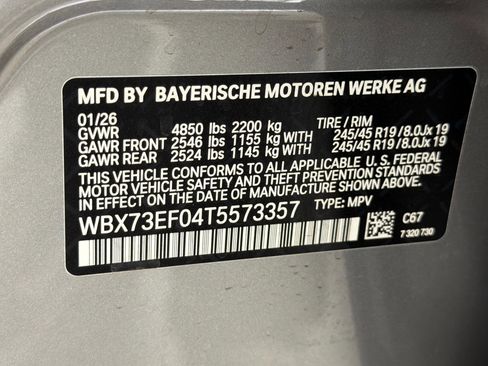 MFD BY BAYERISCHE MOTOREN WERKE AG
01/26 TIRE / RIM
GVWR 4850 lbs 2200 kg
GAWR FRONT 2546 lbs 1155 kg WITH 245/45 R19/8.0Jx 19
GAWR REAR 2524 lbs 1145 kg WITH 245/45 R19/8.0Jx 19
THIS VEHICLE CONFORMS TO ALL APPLICABLE U.S. FEDERAL
MOTOR VEHICLE SAFETY AND THEFT PREVENTION STANDARDS
IN EFFECT ON THE DATE OF MANUFACTURE SHOWN ABOVE.
WBX73EF04T5573357 TYPE: MPV
C67
7 320 730